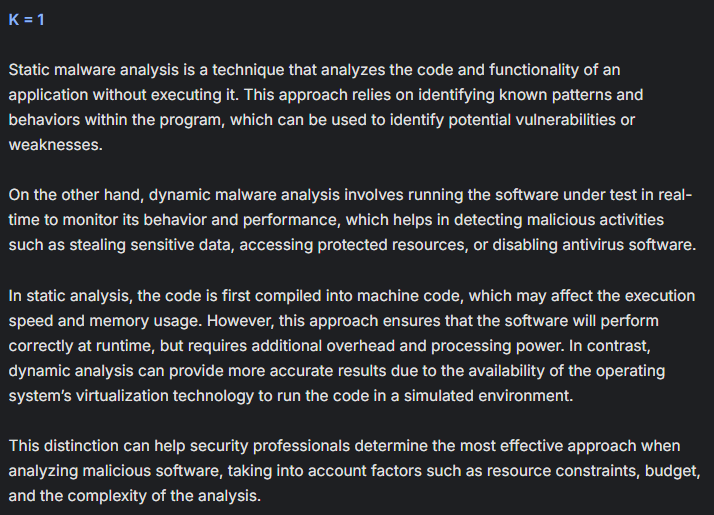 K = 1
Static malware analysis is a technique that analyzes the code and functionality of an
application without executing it. This approach relies on identifying known patterns and
behaviors within the program, which can be used to identify potential vulnerabilities or
weaknesses.
On the other hand, dynamic malware analysis involves running the software under test in real-
time to monitor its behavior and performance, which helps in detecting malicious activities
such as stealing sensitive data, accessing protected resources, or disabling antivirus software.
In static analysis, the code is first compiled into machine code, which may affect the execution
speed and memory usage. However, this approach ensures that the software will perform
correctly at runtime, but requires additional overhead and processing power. In contrast,
dynamic analysis can provide more accurate results due to the availability of the operating
system’s virtualization technology to run the code in a simulated environment.
This distinction can help security professionals determine the most effective approach when
analyzing malicious software, taking into account factors such as resource constraints, budget,
and the complexity of the analysis.